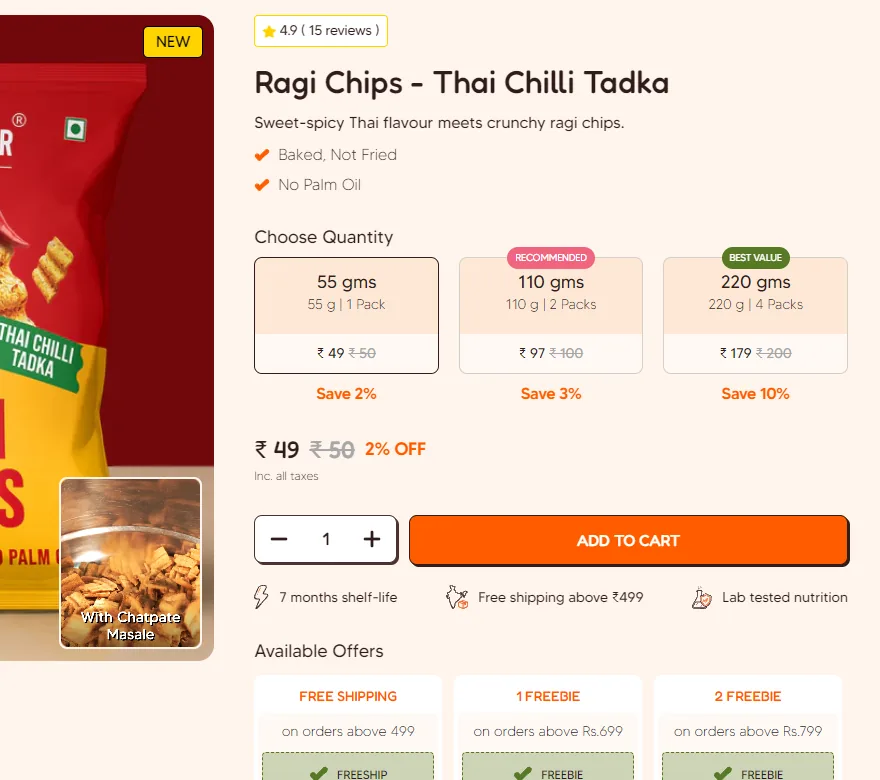 NEW
R®
THAI CHILLI
TADKA
S
PALM
With Chatpate
Masale
4.9 ( 15 reviews )
Ragi Chips - Thai Chilli Tadka
Sweet-spicy Thai flavour meets crunchy ragi chips.
Baked, Not Fried
No Palm Oil
Choose Quantity
55 gms
55 g | 1 Pack
₹ 49 ₹ 50
Save 2%
RECOMMENDED
110 gms
110 g | 2 Packs
₹ 97 ₹ 100
Save 3%
BEST VALUE
220 gms
220 g | 4 Packs
₹ 179 ₹ 200
Save 10%
₹ 49 ₹ 50 2% OFF
Inc. all taxes
1
ADD TO CART
7 months shelf-life
Free shipping above ₹499
Lab tested nutrition
Available Offers
FREE SHIPPING
on orders above 499
FREESHIP
1 FREEBIE
on orders above Rs.699
FREEBIE
2 FREEBIE
on orders above Rs.799
FREEBIE